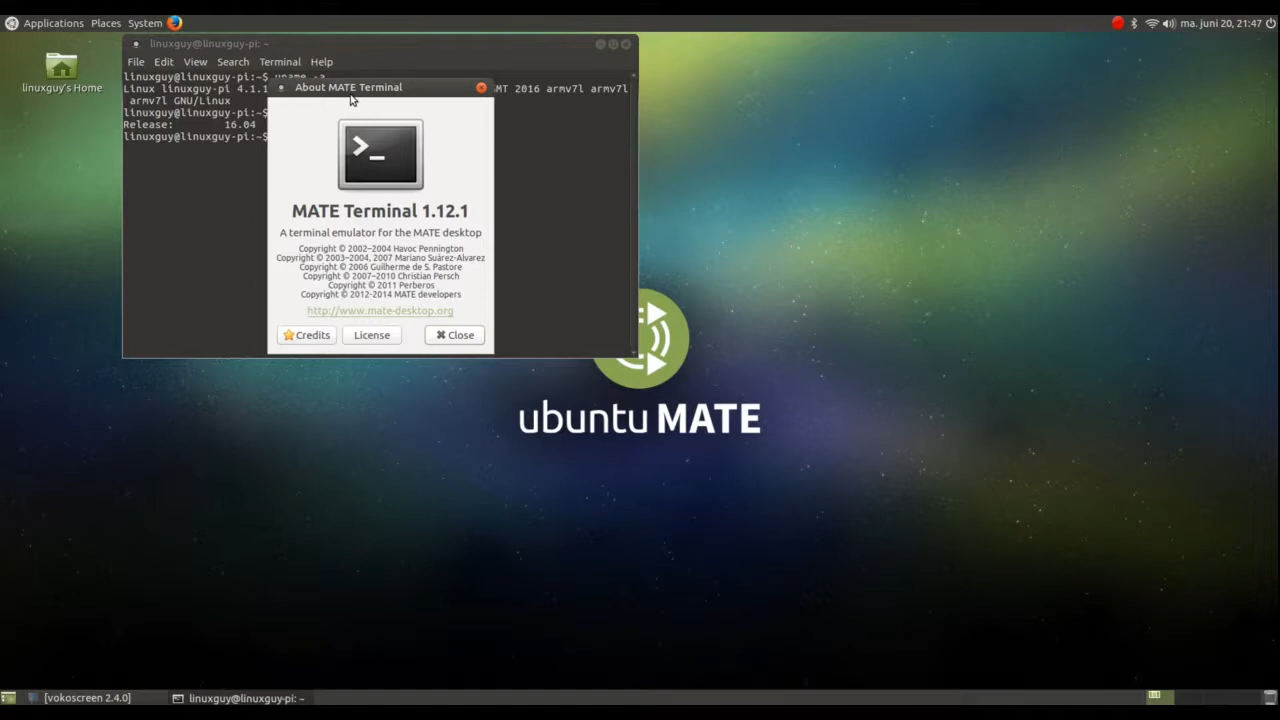 Applications Places System
ma. juni 20, 21:47
linuxguy's Home
linuxguy@linuxguy-pi: ~
File Edit View Search Terminal Help
linuxguy@linuxguy-pi:~$ uname -a
Linux linuxguy-pi 4.1.1 MT 2016 armv7l armv7l
armv7l GNU/Linux
linuxguy@linuxguy-pi:~$
Release: 16.04
linuxguy@linuxguy-pi:~$
About MATE Terminal
MATE Terminal 1.12.1
A terminal emulator for the MATE desktop
Copyright © 2002–2004 Havoc Pennington
Copyright © 2003–2004, 2007 Mariano Suárez-Alvarez
Copyright © 2006 Guilherme de S. Pastore
Copyright © 2007–2010 Christian Persch
Copyright © 2011 Perberos
Copyright © 2012-2014 MATE developers
http://www.mate-desktop.org
Credits License Close
ubuntu MATE
[vokoscreen 2.4.0] linuxguy@linuxguy-pi: ~